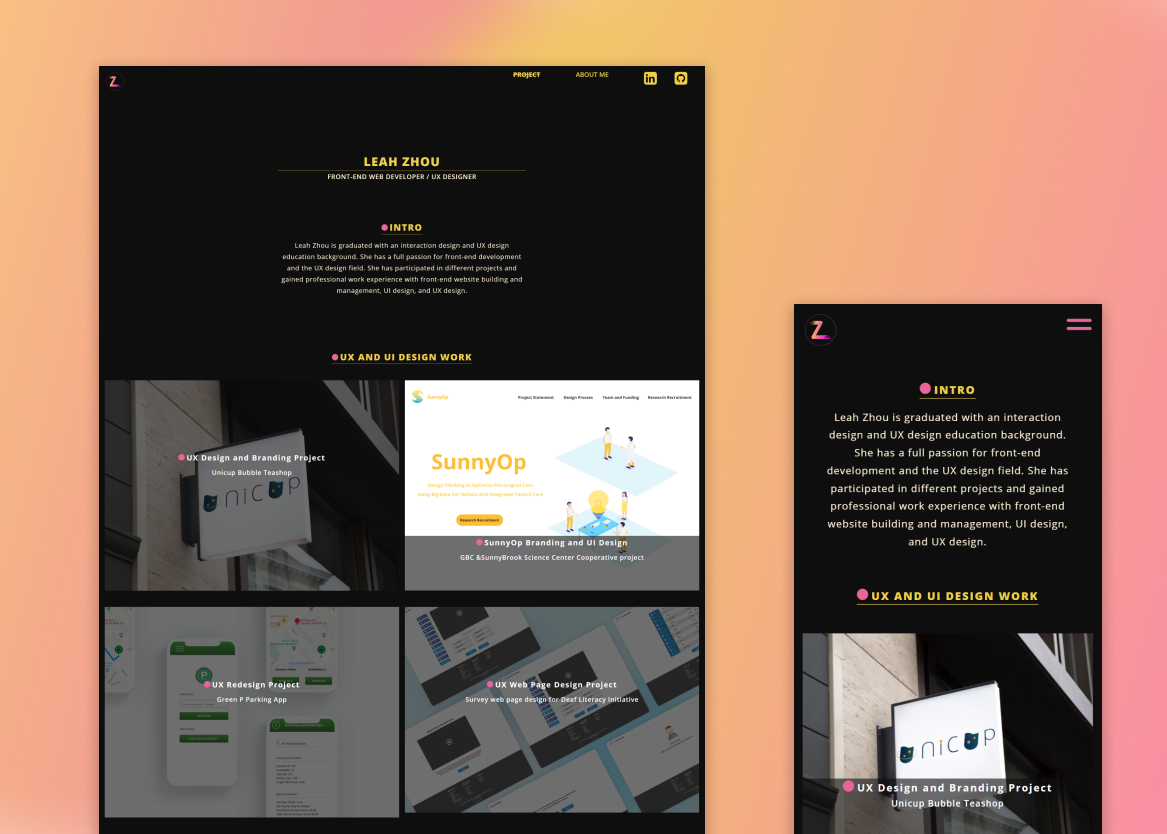 Z
PROJECT
ABOUT ME
in
LEAH ZHOU
FRONT-END WEB DEVELOPER / UX DESIGNER
INTRO
Leah Zhou is graduated with an interaction design and UX design
education background. She has a full passion for front-end development
and the UX design field. She has participated in different projects and
gained professional work experience with front-end website building and
management, UI design, and UX design.
UX AND UI DESIGN WORK
UX Design and Branding Project
Unicup Bubble Teashop
unicup
SunnyOp
Project Statement
Design Process
Team and Funding
Research Recruitment
SunnyOp
Design Thinking to Optimize Pre-surgical Care
Using Big Data For Holistic And Integrated Patient Care
Research Recruitment
SunnyOp Branding and UI Design
GBC &SunnyBrook Science Center Cooperative project
P
UX Redesign Project
Green P Parking App
UX Web Page Design Project
Survey web page design for Deaf Literacy Initiative
Z
INTRO
Leah Zhou is graduated with an interaction
design and UX design education background.
She has a full passion for front-end
development and the UX design field. She has
participated in different projects and gained
professional work experience with front-end
website building and management, UI design,
and UX design.
UX AND UI DESIGN WORK
unicup
UX Design and Branding Project
Unicup Bubble Teashop